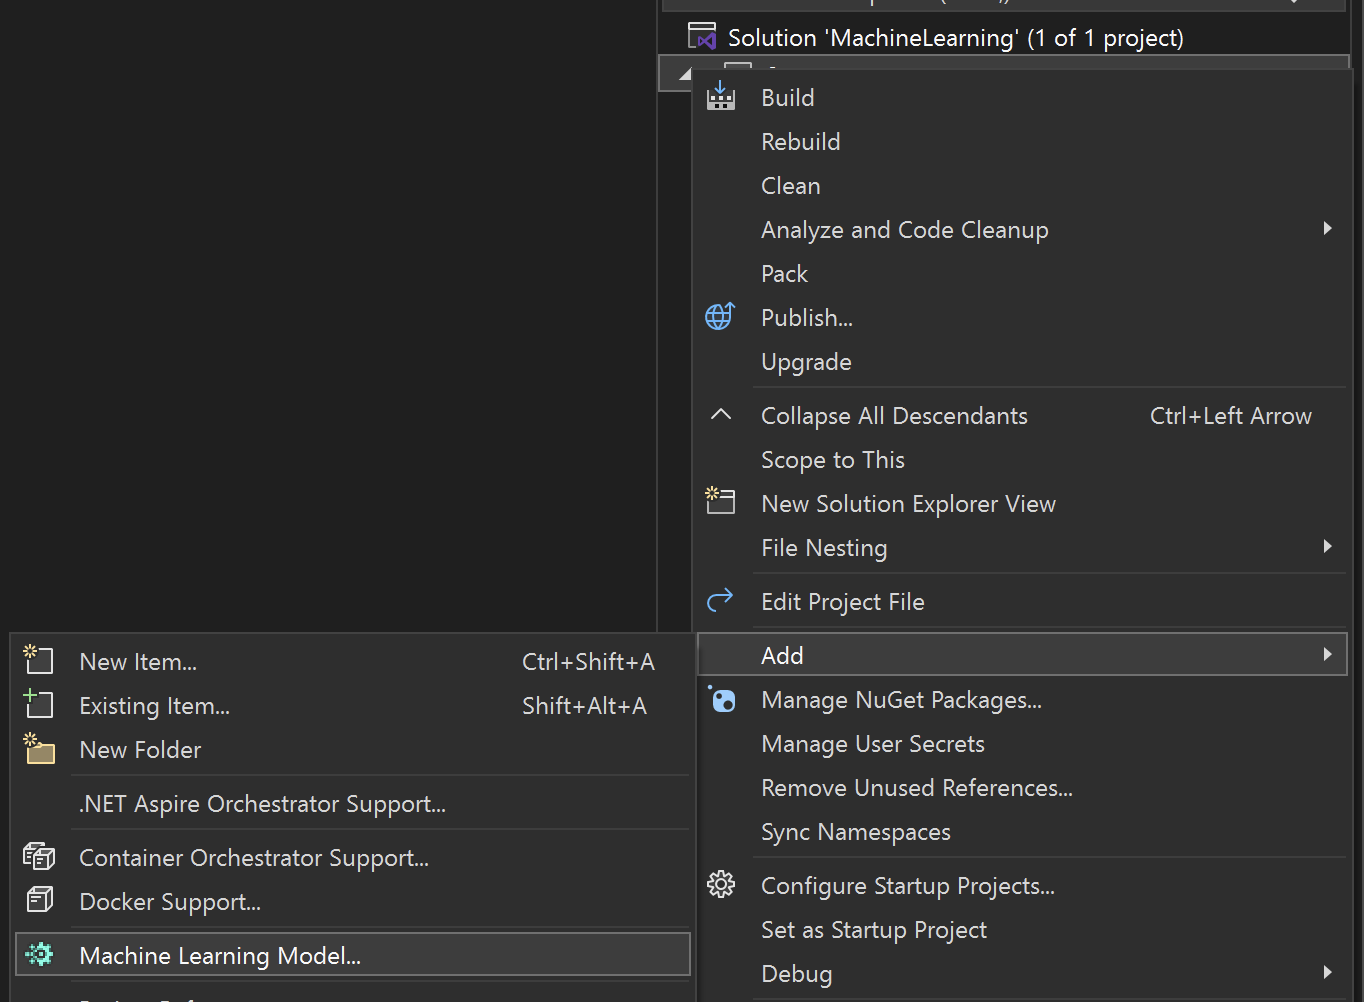 Solution 'MachineLearning' (1 of 1 project)
Build
Rebuild
Clean
Analyze and Code Cleanup
Pack
Publish...
Upgrade
Collapse All Descendants Ctrl+Left Arrow
Scope to This
New Solution Explorer View
File Nesting
Edit Project File
Add
Manage NuGet Packages...
Manage User Secrets
Remove Unused References...
Sync Namespaces
Configure Startup Projects...
Set as Startup Project
Debug
New Item... Ctrl+Shift+A
Existing Item... Shift+Alt+A
New Folder
.NET Aspire Orchestrator Support...
Container Orchestrator Support...
Docker Support...
Machine Learning Model...